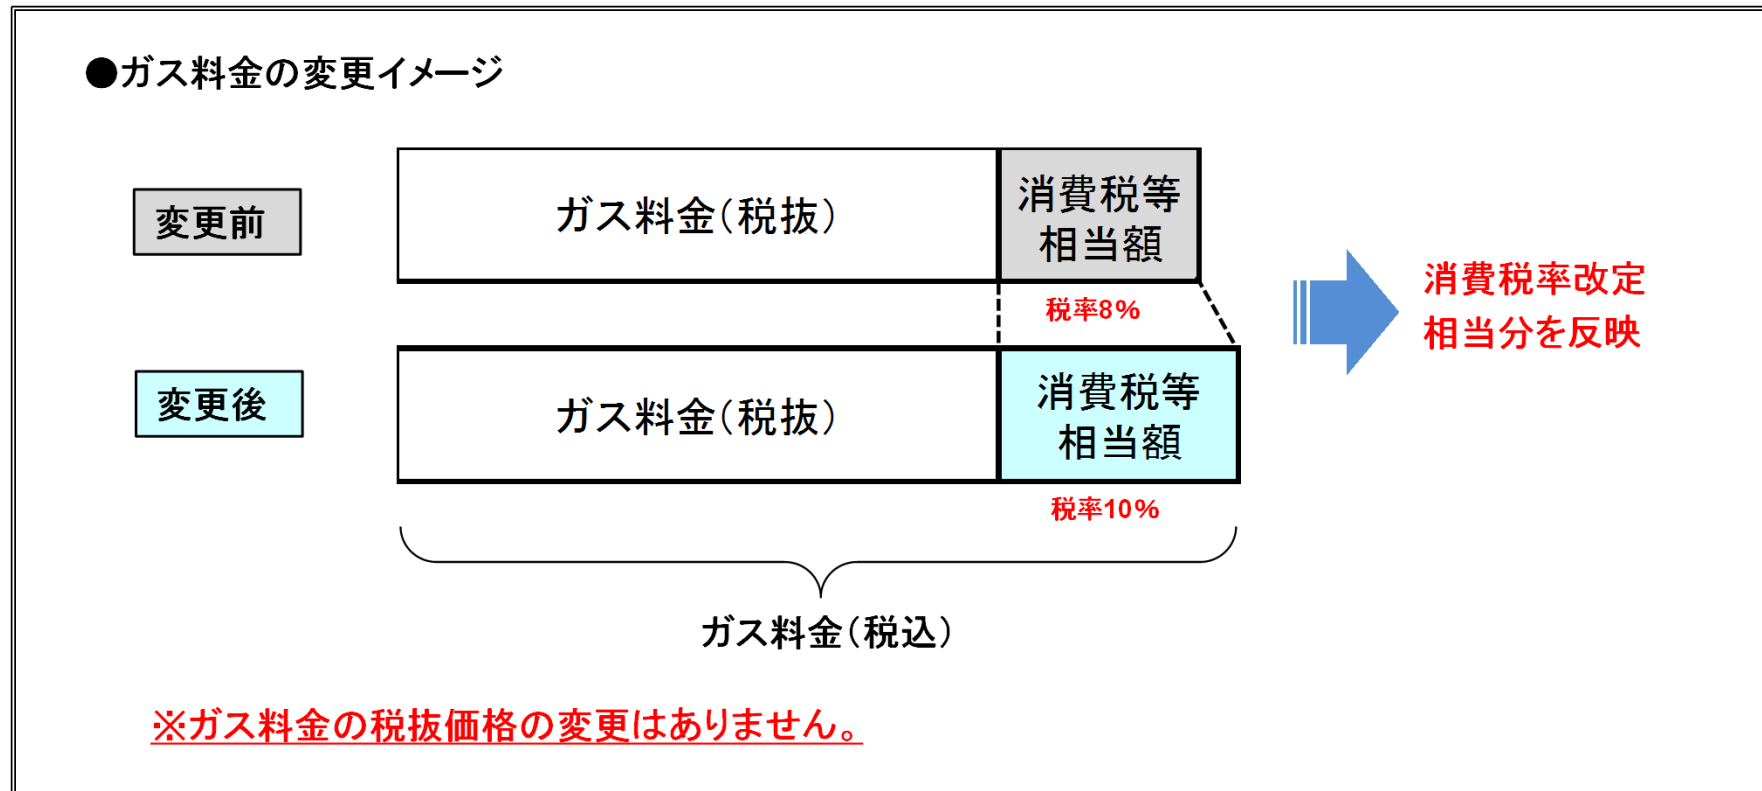 ●ガス料金の変更イメージ
変更前
ガス料金(税抜)
消費税等
相当額
税率8%
消費税率改定
相当分を反映
変更後
ガス料金(税抜)
消費税等
相当額
税率10%
ガス料金(税込)
※ガス料金の税抜価格の変更はありません。